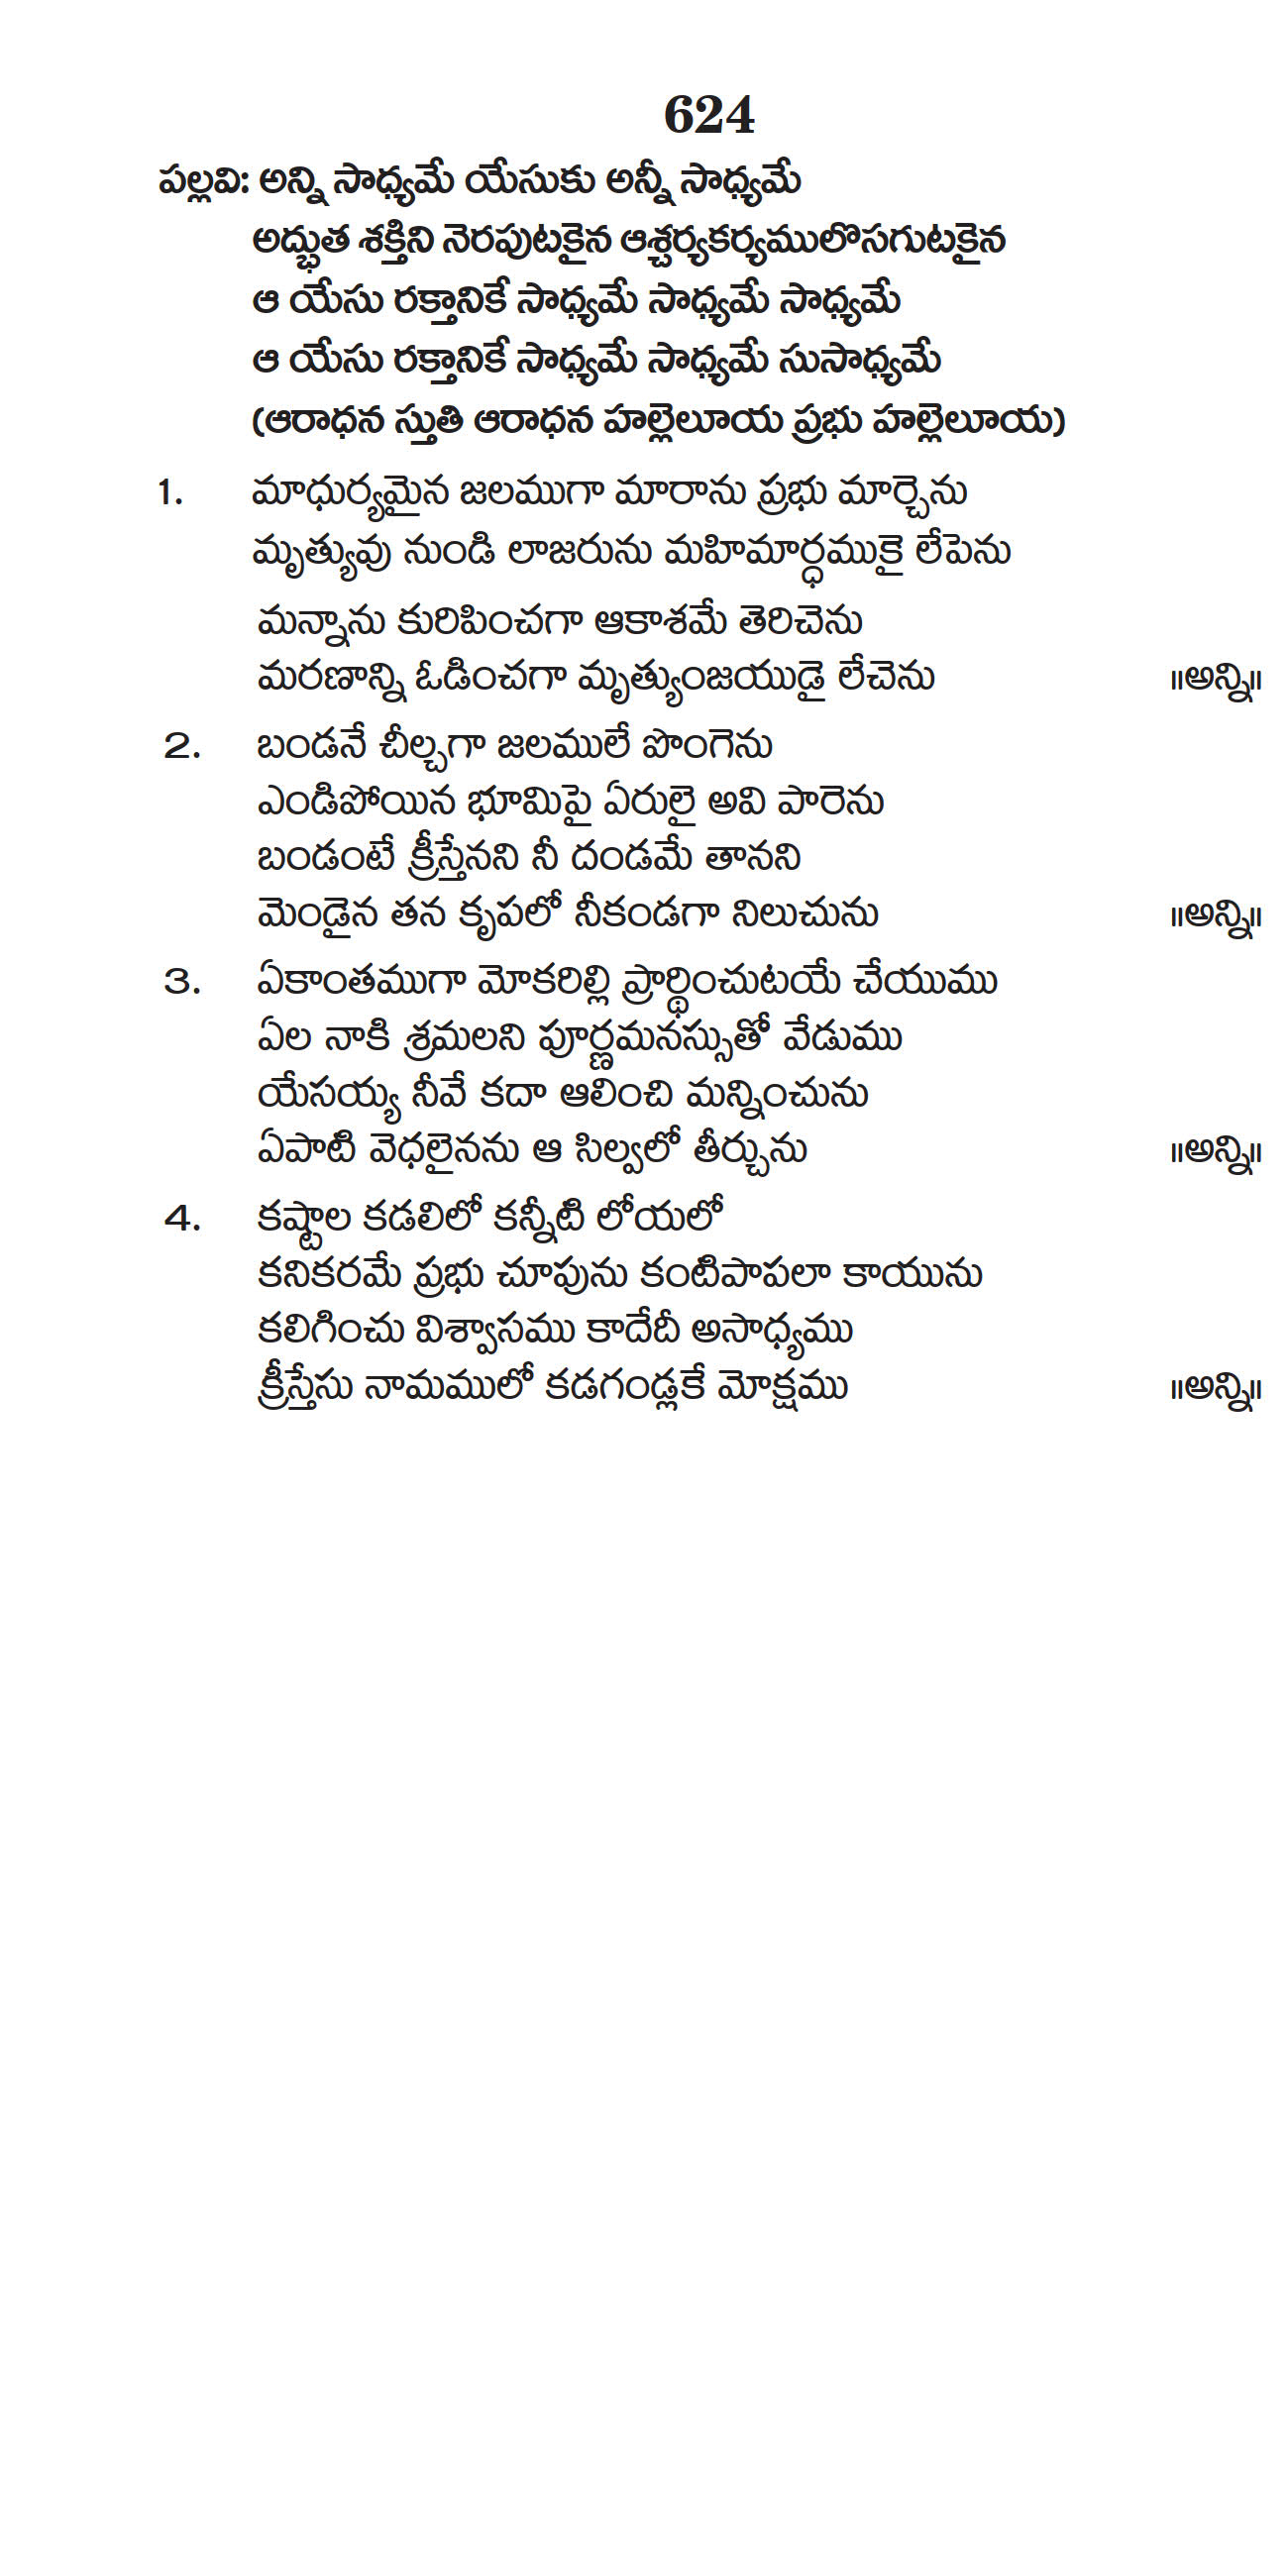 624
పల్లవి: అన్ని సాధ్యమే యేసుకు అన్నీ సాధ్యమే
అద్భుత శక్తిని నెరపుటకైన ఆశ్చర్యకర్యములొసగుటకైన
ఆ యేసు రక్తానికే సాధ్యమే సాధ్యమే సాధ్యమే
ఆ యేసు రక్తానికే సాధ్యమే సాధ్యమే సుసాధ్యమే
(ఆరాధన స్తుతి ఆరాధన హల్లెలూయ ప్రభు హల్లెలూయ)
1. మాధుర్యమైన జలముగా మారాను ప్రభు మార్చెను
మృత్యువు నుండి లాజరును మహిమార్ధముకై లేపెను
మన్నాను కురిపించగా ఆకాశమే తెరిచెను
మరణాన్ని ఓడించగా మృత్యుంజయుడై లేచెను ॥అన్ని॥
2. బండనే చీల్చగా జలములే పొంగెను
ఎండిపోయిన భూమిపై ఏరులై అవి పారెను
బండంటే క్రీస్తేనని నీ దండమే తానని
మెండైన తన కృపలో నీకండగా నిలుచును ॥అన్ని॥
3. ఏకాంతముగా మోకరిల్లి ప్రార్థించుటయే చేయుము
ఏల నాకి శ్రమలని పూర్ణమనస్సుతో వేడుము
యేసయ్య నీవే కదా ఆలించి మన్నించును
ఏపాటి వెధలైనను ఆ సిల్వలో తీర్చును ॥అన్ని॥
4. కష్టాల కడలిలో కన్నీటి లోయలో
కనికరమే ప్రభు చూపును కంటిపాపలా కాయును
కలిగించు విశ్వాసము కాదేదీ అసాధ్యము
క్రీస్తేసు నామములో కడగండ్లకే మోక్షము ॥అన్ని॥